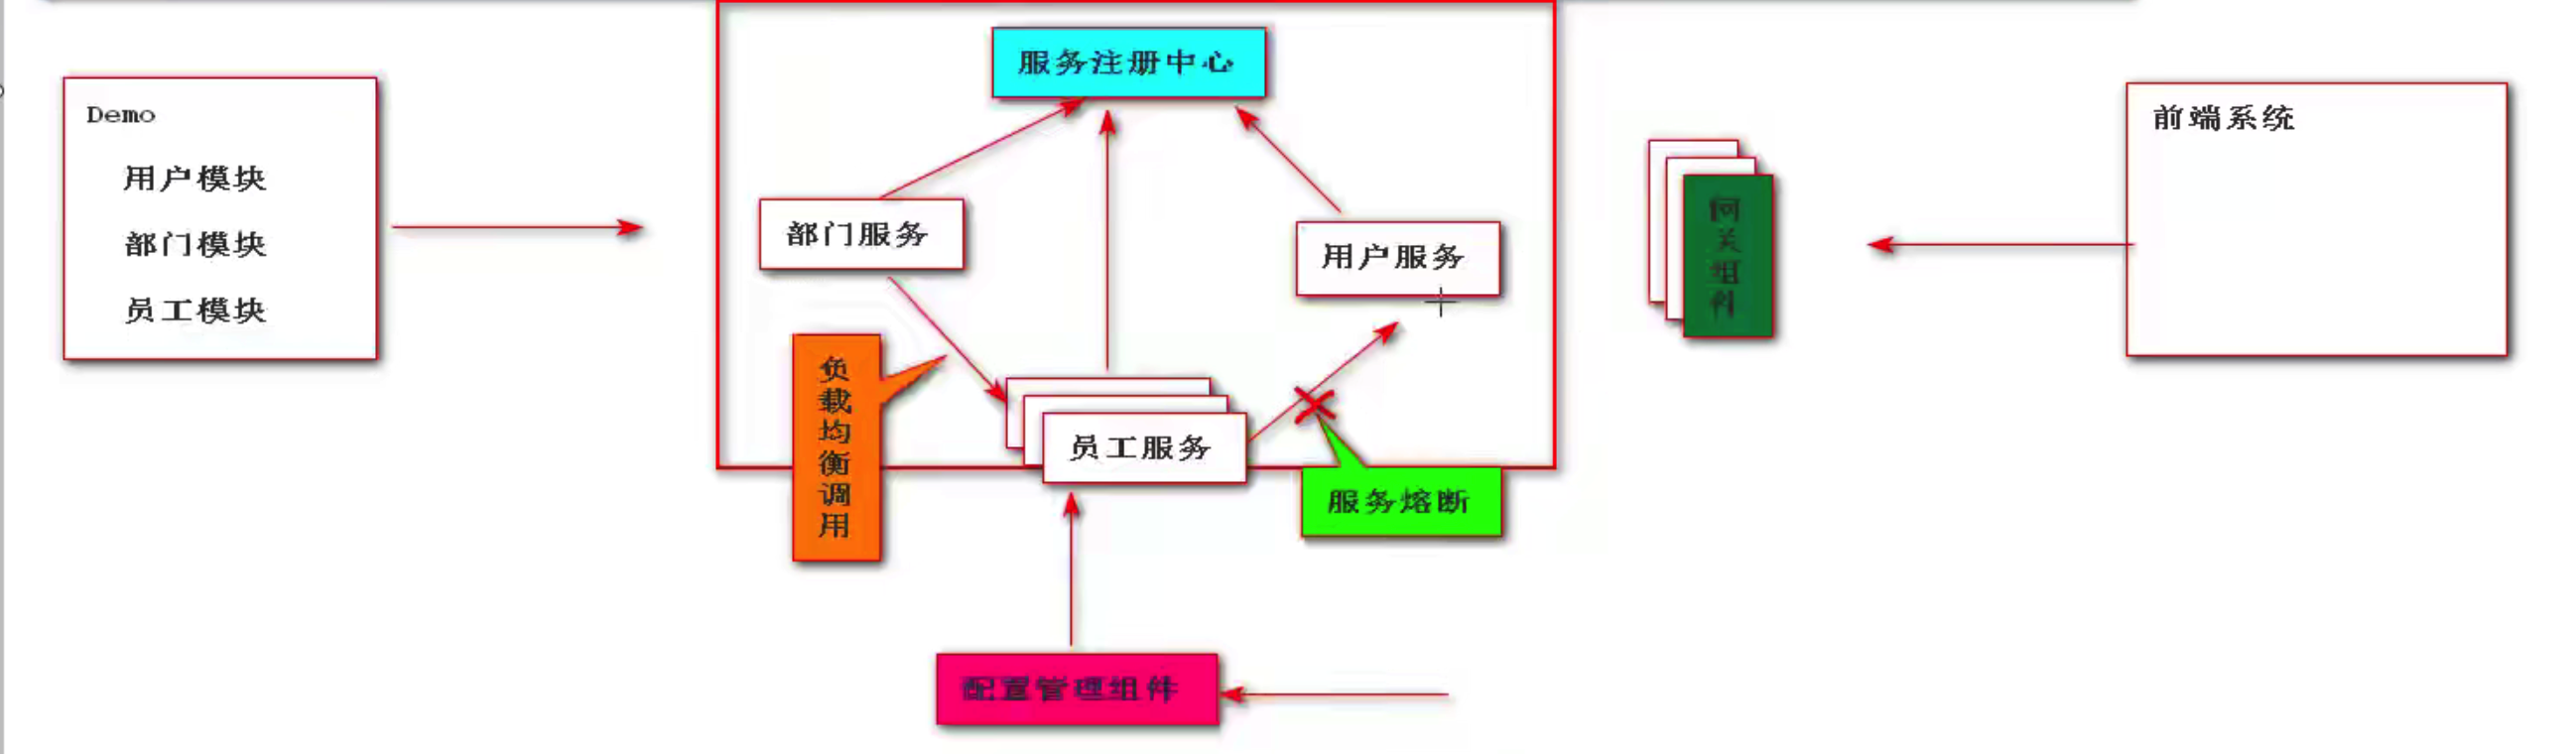 Demo
用户模块
部门模块
员工模块
服务注册中心
部门服务
用户服务
员工服务
负载均衡调用
服务熔断
配置管理组件
网关组件
前端系统